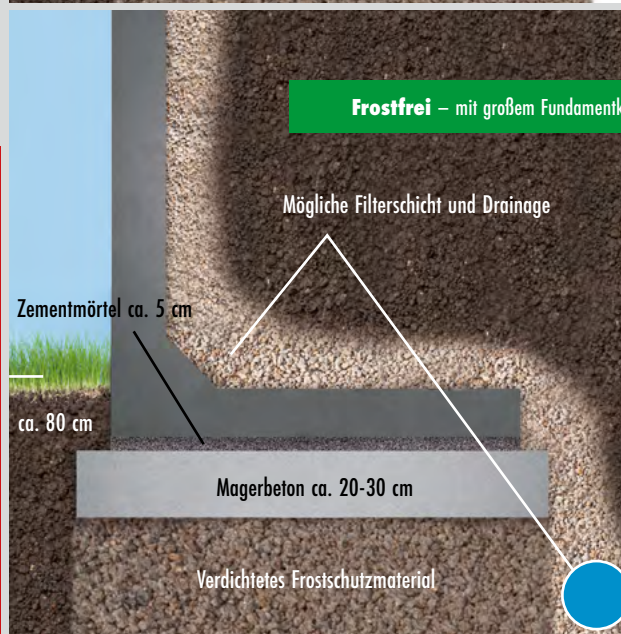 Frostfrei – mit großem
Mögliche Filterschicht und Drainage
Zementmörtel ca. 5 cm
ca. 80 cm
Magerbeton ca. 20-30 cm
Verdichtetes Frostschutzmaterial